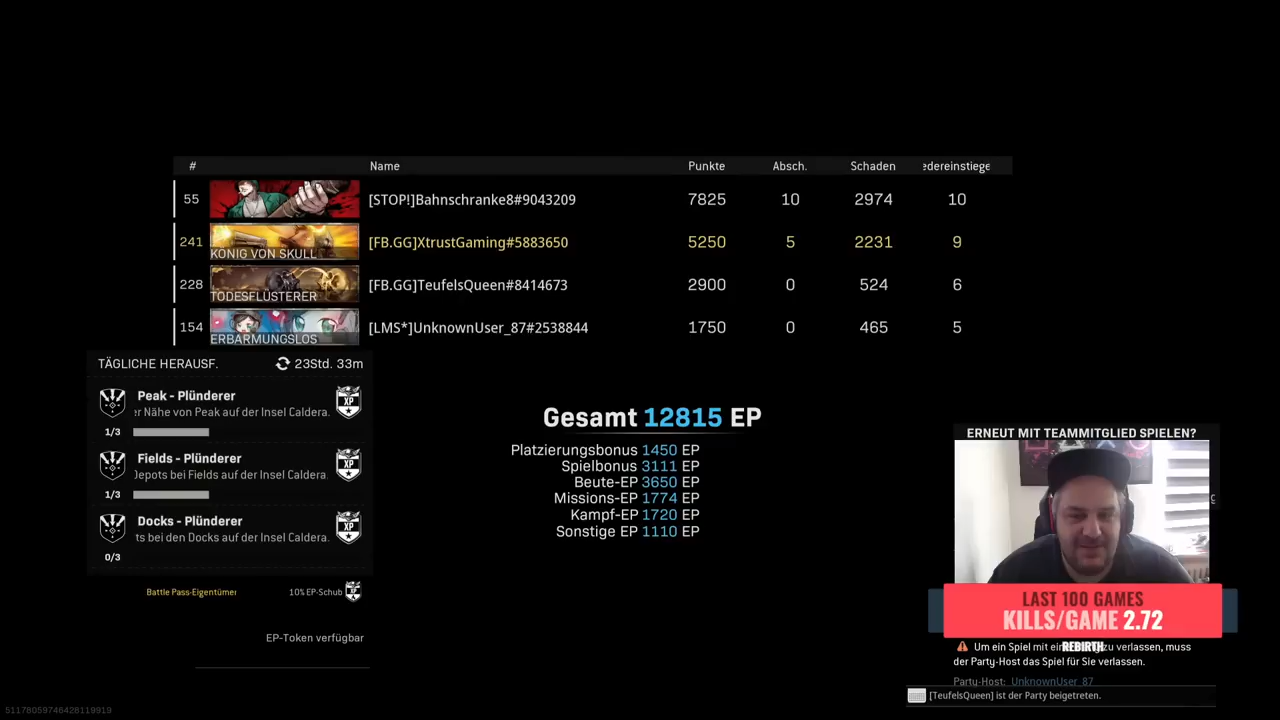 # Name Punkte Absch. Schaden edereinstiege
55 [STOP!]Bahnschranke8#9043209 7825 10 2974 10
241 KÖNIG VON SKULL [FB.GG]XtrustGaming#5883650 5250 5 2231 9
228 TODESFLÜSTERER [FB.GG]TeufelsQueen#8414673 2900 0 524 6
154 ERBARMUNGSLOS [LMS*]UnknownUser_87#2538844 1750 0 465 5
TÄGLICHE HERAUSF. 23Std. 33m
Peak - Plünderer
er Nähe von Peak auf der Insel Caldera.
XP
1/3
Fields - Plünderer
Depots bei Fields auf der Insel Caldera.
XP
1/3
Docks - Plünderer
ts bei den Docks auf der Insel Caldera.
XP
0/3
Battle Pass-Eigentümer 10% EP-Schub XP
EP-Token verfügbar
Gesamt 12815 EP
Platzierungsbonus 1450 EP
Spielbonus 3111 EP
Beute-EP 3650 EP
Missions-EP 1774 EP
Kampf-EP 1720 EP
Sonstige EP 1110 EP
ERNEUT MIT TEAMMITGLIED SPIELEN?
LAST 100 GAMES
KILLS/GAME 2.72
REBIRTH
Um ein Spiel mit ein zu verlassen, muss
der Party-Host das Spiel für Sie verlassen.
Party-Host: UnknownUser_87
[TeufelsQueen] ist der Party beigetreten.
51178059746428119919